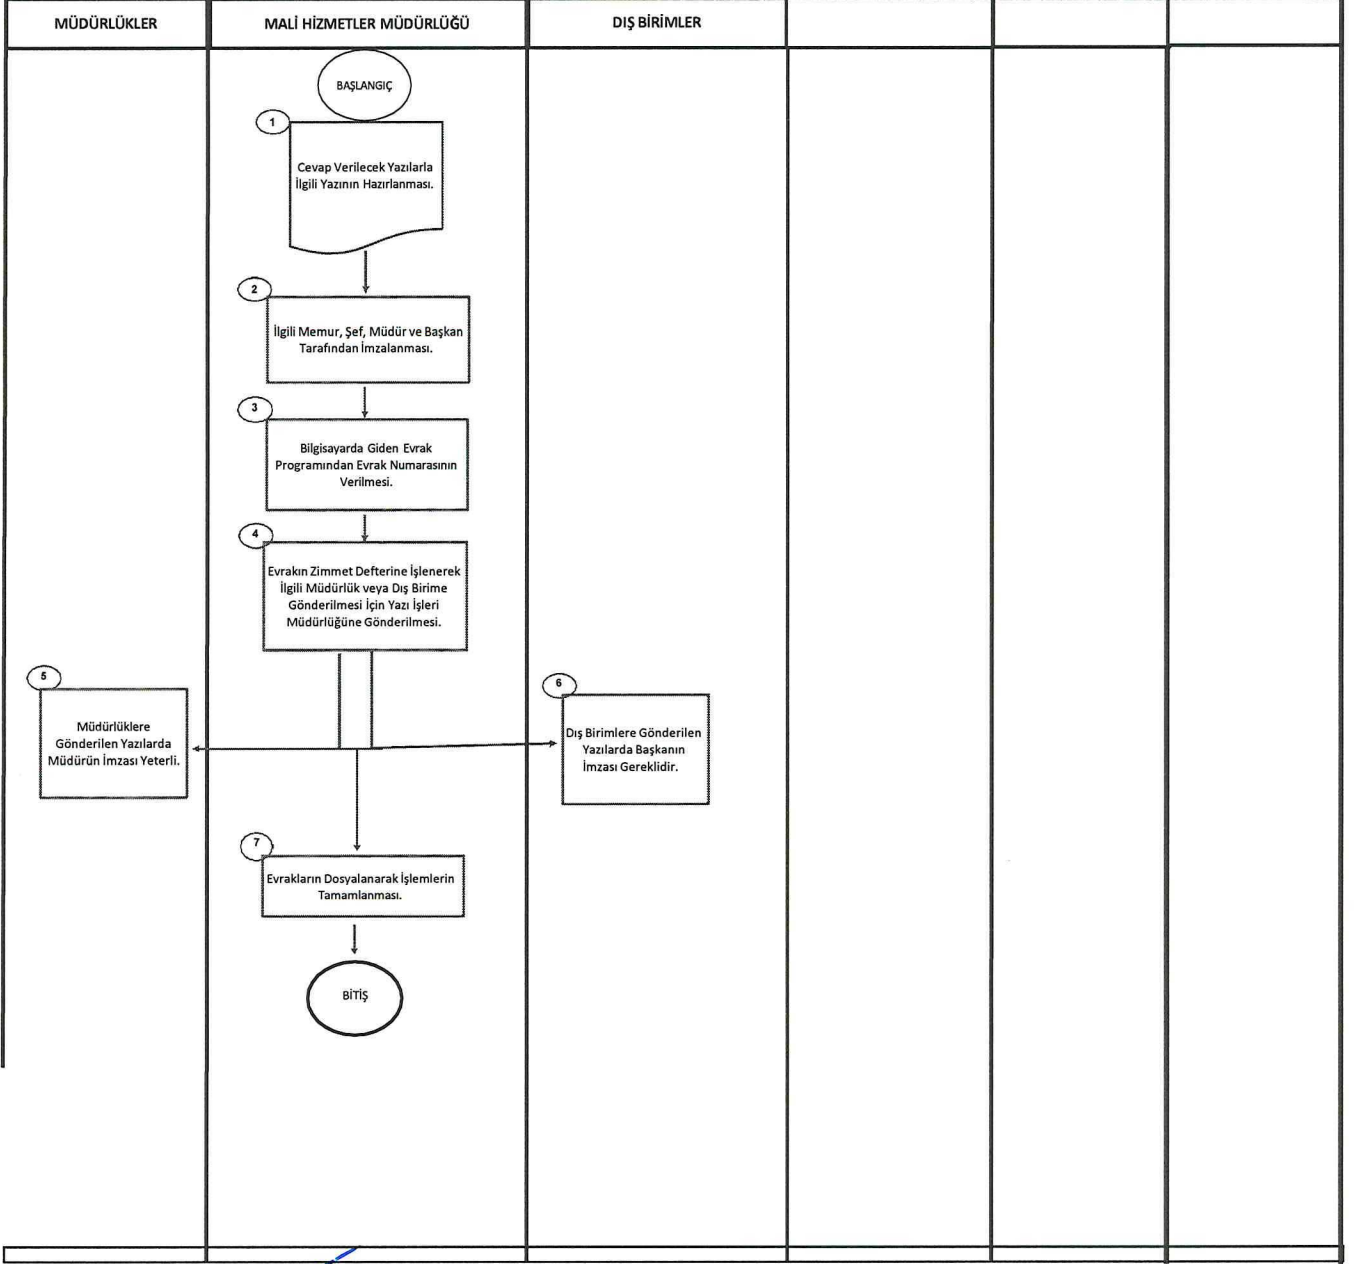 MÜDÜRLÜKLER
MALİ HİZMETLER MÜDÜRLÜĞÜ
DIŞ BİRİMLER
BAŞLANGIÇ
1
Cevap Verilecek Yazılarla
İlgili Yazının Hazırlanması.
2
İlgili Memur, Şef, Müdür ve Başkan
Tarafından İmzalanması.
3
Bilgisayarda Giden Evrak
Programından Evrak Numarasının
Verilmesi.
4
Evrakın Zimmet Defterine İşlenerek
İlgili Müdürlük veya Dış Birime
Gönderilmesi İçin Yazı İşleri
Müdürlüğüne Gönderilmesi.
5
Müdürlüklere
Gönderilen Yazılarda
Müdürün İmzası Yeterli.
6
Dış Birimlere Gönderilen
Yazılarda Başkanın
İmzası Gereklidir.
7
Evrakların Dosyalanarak İşlemlerin
Tamamlanması.
BİTİŞ